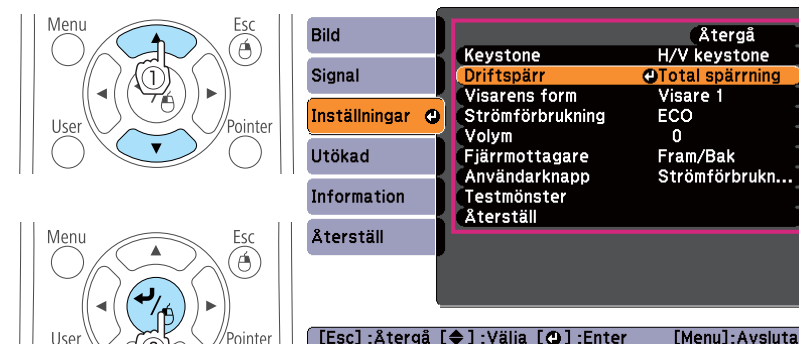 Menu
Esc
1
User
Pointer
Menu
Esc
User
Pointer
Bild
Signal
Inställningar
Utökad
Information
Återställ
Återgå
Keystone H/V keystone
Driftspärr Total spärrning
Visarens form Visare 1
Strömförbrukning ECO
Volym 0
Fjärrmottagare Fram/Bak
Användarknapp Strömförbrukn...
Testmönster
Återställ
[Esc] :Återgå [◆] :Välja [⏎] :Enter [Menu]:Avsluta